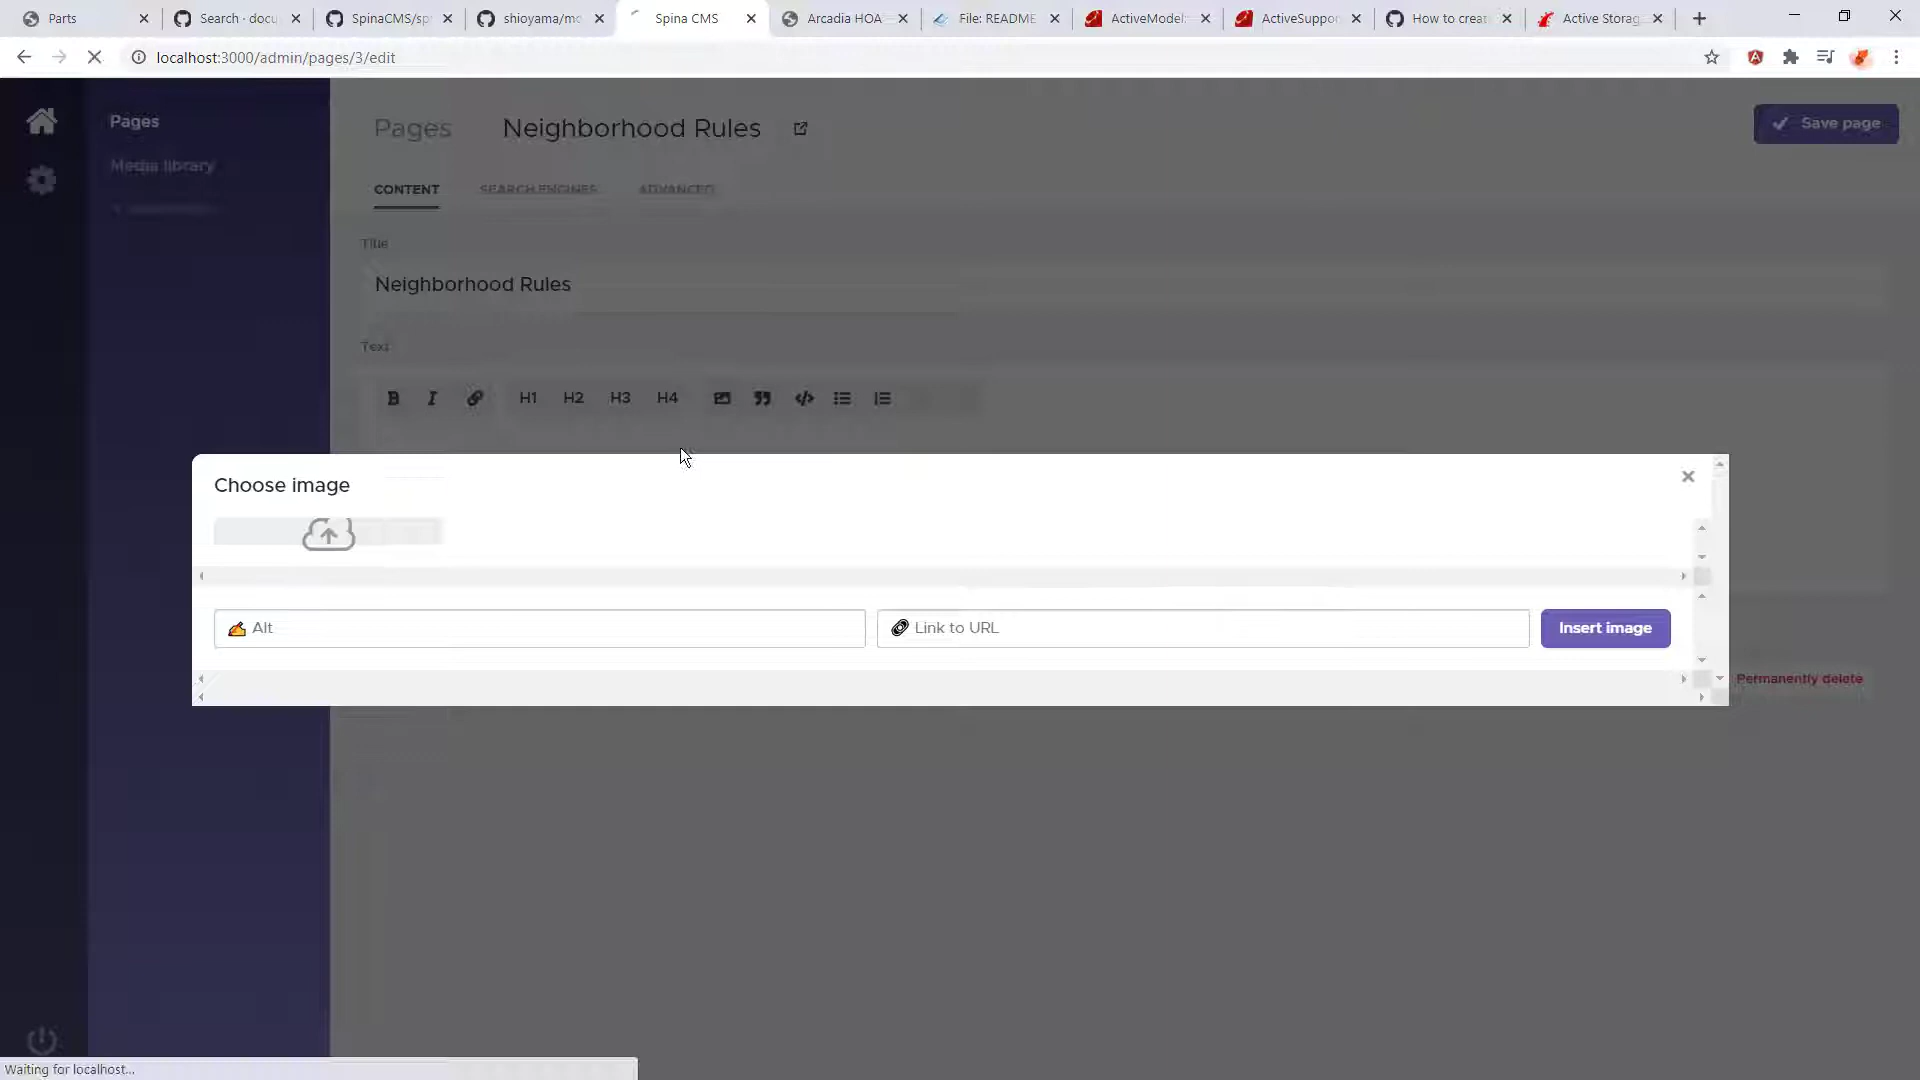 Parts
Search · docu
SpinaCMS/sp
shioyama/mo
Spina CMS
Arcadia HOA
File: README
ActiveModel:
ActiveSuppor
How to creat
Active Storag
localhost:3000/admin/pages/3/edit
Pages
Media library
Pages
Neighborhood Rules
Save page
CONTENT
SEARCH ENGINES
ADVANCED
Title
Neighborhood Rules
Text
B
I
H1
H2
H3
H4
Choose image
Alt
Link to URL
Insert image
Permanently delete
Waiting for localhost...